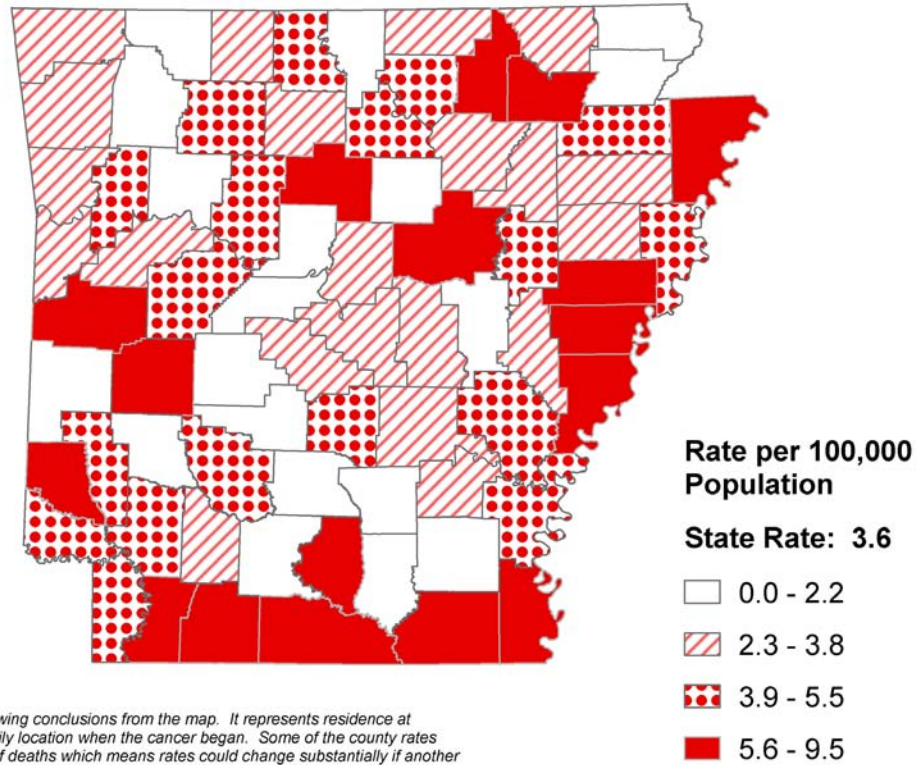 Rate per 100,000
Population
State Rate: 3.6
0.0 - 2.2
2.3 - 3.8
3.9 - 5.5
5.6 - 9.5
wing conclusions from the map. It represents residence at
ily location when the cancer began. Some of the county rates
f deaths which means rates could change substantially if another